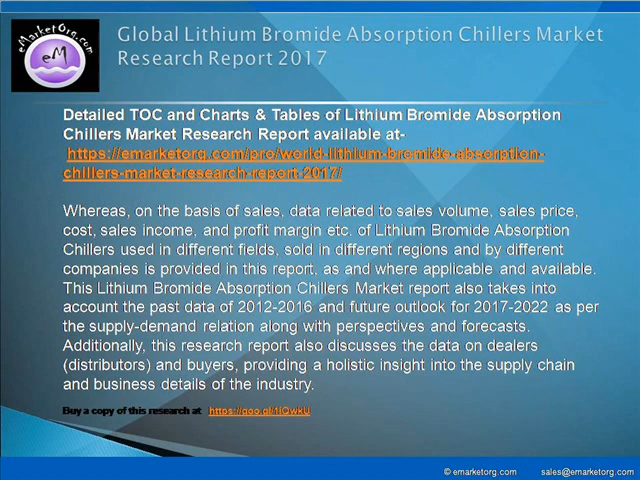 eMarketOrg.com
eM
Global Lithium Bromide Absorption Chillers Market
Research Report 2017
Detailed TOC and Charts & Tables of Lithium Bromide Absorption
Chillers Market Research Report available at-
https://emarketorg.com/pro/world-lithium-bromide-absorption-
chillers-market-research-report-2017/
Whereas, on the basis of sales, data related to sales volume, sales price,
cost, sales income, and profit margin etc. of Lithium Bromide Absorption
Chillers used in different fields, sold in different regions and by different
companies is provided in this report, as and where applicable and available.
This Lithium Bromide Absorption Chillers Market report also takes into
account the past data of 2012-2016 and future outlook for 2017-2022 as per
the supply-demand relation along with perspectives and forecasts.
Additionally, this research report also discusses the data on dealers
(distributors) and buyers, providing a holistic insight into the supply chain
and business details of the industry.
Buy a copy of this research at
© emarketorg.com sales@emarketorg.com